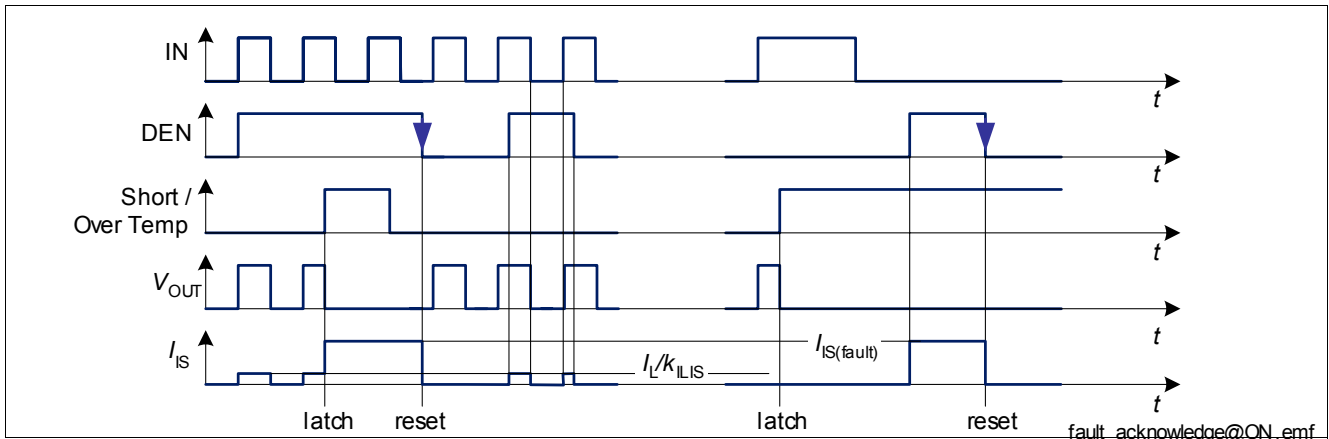 IN
t
DEN
t
Short /
Over Temp
t
VOUT
t
IIS
IIS(fault)
IL/kILIS
t
latch reset latch reset
fault_acknowledge@ON.emf